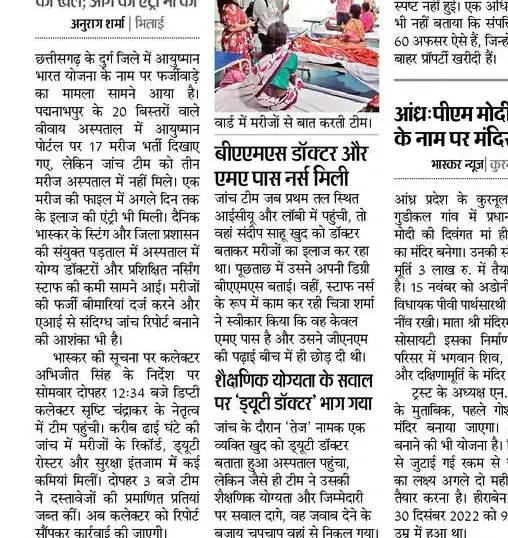 अनुराग शर्मा | भिलाई
छत्तीसगढ़ के दुर्ग जिले में आयुष्मान
भारत योजना के नाम पर फर्जीवाड़े
का मामला सामने आया है।
पद्मनाभपुर के 20 बिस्तरों वाले
वीवाय अस्पताल में आयुष्मान
पोर्टल पर 17 मरीज भर्ती दिखाए
गए, लेकिन जांच टीम को तीन
मरीज अस्पताल में नहीं मिले। एक
मरीज की फाइल में अगले दिन तक
के इलाज की एंट्री भी मिली। दैनिक
भास्कर के स्टिंग और जिला प्रशासन
की संयुक्त पड़ताल में अस्पताल में
योग्य डॉक्टरों और प्रशिक्षित नर्सिंग
स्टाफ की कमी सामने आई। मरीजों
की फर्जी बीमारियां दर्ज करने और
एआई से संदिग्ध जांच रिपोर्ट बनाने
की आशंका भी है।
भास्कर की सूचना पर कलेक्टर
अभिजीत सिंह के निर्देश पर
सोमवार दोपहर 12:34 बजे डिप्टी
कलेक्टर सृष्टि चंद्राकर के नेतृत्व
में टीम पहुंची। करीब ढाई घंटे की
जांच में मरीजों के रिकॉर्ड, ड्यूटी
रोस्टर और सुरक्षा इंतजाम में कई
कमियां मिलीं। दोपहर 3 बजे टीम
ने दस्तावेजों की प्रमाणित प्रतियां
जब्त कीं। अब कलेक्टर को रिपोर्ट
सौंपकर कार्रवाई की जाएगी।
वार्ड में मरीजों से बात करती टीम।
बीएएमएस डॉक्टर और
एमए पास नर्स मिली
जांच टीम जब प्रथम तल स्थित
आईसीयू और लॉबी में पहुंची, तो
वहां संदीप साहू खुद को डॉक्टर
बताकर मरीजों का इलाज कर रहा
था। पूछताछ में उसने अपनी डिग्री
बीएएमएस बताई। वहीं, स्टाफ नर्स
के रूप में काम कर रही चित्रा शर्मा
ने स्वीकार किया कि वह केवल
एमए पास है और उसने जीएनएम
की पढ़ाई बीच में ही छोड़ दी थी।
शैक्षणिक योग्यता के सवाल
पर 'ड्यूटी डॉक्टर' भाग गया
जांच के दौरान 'तेज' नामक एक
व्यक्ति खुद को ड्यूटी डॉक्टर
बताता हुआ अस्पताल पहुंचा,
लेकिन जैसे ही टीम ने उसकी
शैक्षणिक योग्यता और जिम्मेदारी
पर सवाल दागे, वह जवाब देने के
बजाय चुपचाप वहां से निकल गया।
स्पष्ट नहीं हुई। एक
भी नहीं बताया कि
60 अफसर ऐसे हैं,
बाहर प्रॉपर्टी खरीदी हैं।
आंध्र:पीएम मोदी
के नाम पर
भास्कर न्यूज |
आंध्र प्रदेश के कुरनूल
गुडीकल गांव में
मोदी की दिवंगत मां
का मंदिर बनेगा। उनकी
मूर्ति 3 लाख रु. में
है। 15 नवंबर को
विधायक पीवी पार्थसारथी
नींव रखी। माता श्री
सोसायटी इसका निर्माण
परिसर में भगवान शिव,
और दक्षिणामूर्ति के मंदिर
ट्रस्ट के अध्यक्ष एन.
के मुताबिक, पहले
मंदिर बनाया जाएगा।
बनाने की भी योजना है।
से जुटाई गई रकम से
का लक्ष्य अगले दो
तैयार करना है। हीराबेन
30 दिसंबर 2022 को 9
उम्र में हुआ था।